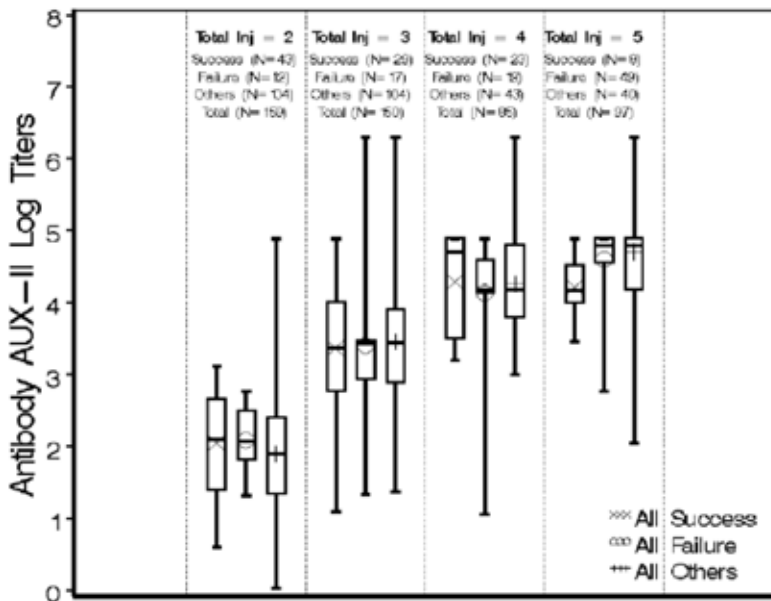 Antibody AUX-II Log Titers
8
7
6
5
4
3
2
1
0
Total Inj = 2
Success (N=43)
Failure (N=12)
Others (N=104)
Total (N=159)
Total Inj = 3
Success (N=29)
Failure (N=17)
Others (N=104)
Total (N=150)
Total Inj = 4
Success (N=23)
Failure
Others (N=43)
Total
Total Inj = 5
Success
Failure (N=49)
Others (N=40)
Total (N=97)
All Success
All Failure
All Others